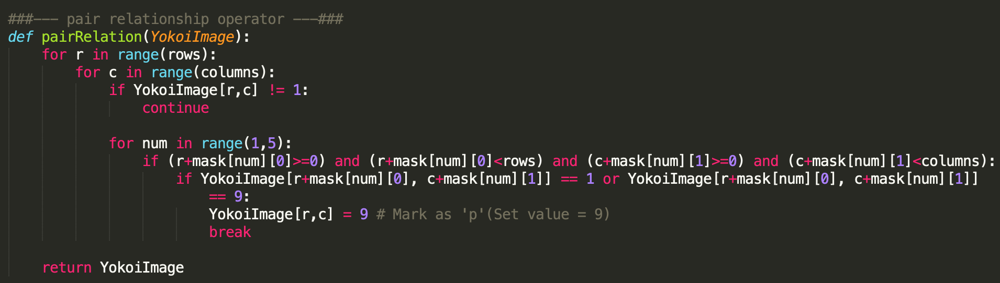 ###--- pair relationship operator ---###
def pairRelation(YokoiImage):
    for r in range(rows):
        for c in range(columns):
            if YokoiImage[r,c] != 1:
                continue

            for num in range(1,5):
                if (r+mask[num][0]>=0) and (r+mask[num][0]<rows) and (c+mask[num][1]>=0) and (c+mask[num][1]<columns):
                    if YokoiImage[r+mask[num][0], c+mask[num][1]] == 1 or YokoiImage[r+mask[num][0], c+mask[num][1]]
                        == 9:
                        YokoiImage[r,c] = 9 # Mark as 'p'(Set value = 9)
                        break

    return YokoiImage